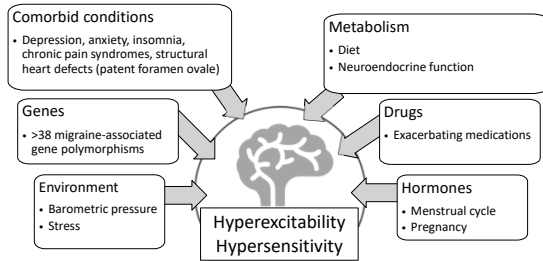 Comorbid conditions
• Depression, anxiety, insomnia,
chronic pain syndromes, structural
heart defects (patent foramen ovale)
Metabolism
• Diet
• Neuroendocrine function
Genes
• >38 migraine-associated
gene polymorphisms
Drugs
• Exacerbating medications
Environment
• Barometric pressure
• Stress
Hormones
• Menstrual cycle
• Pregnancy
Hyperexcitability
Hypersensitivity